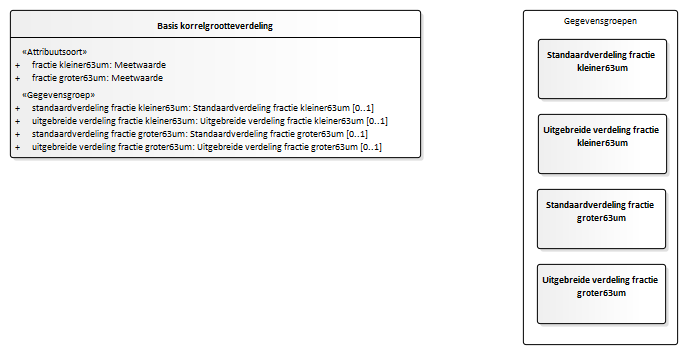 Basis korrelgrootteverdeling
«Attribuutsoort»
+ fractie kleiner63um: Meetwaarde
+ fractie groter63um: Meetwaarde
«Gegevensgroep»
+ standaardverdeling fractie kleiner63um: Standaardverdeling fractie kleiner63um [0..1]
+ uitgebreide verdeling fractie kleiner63um: Uitgebreide verdeling fractie kleiner63um [0..1]
+ standaardverdeling fractie groter63um: Standaardverdeling fractie groter63um [0..1]
+ uitgebreide verdeling fractie groter63um: Uitgebreide verdeling fractie groter63um [0..1]
Gegevensgroepen
Standaardverdeling fractie
kleiner63um
Uitgebreide verdeling fractie
kleiner63um
Standaardverdeling fractie
groter63um
Uitgebreide verdeling fractie
groter63um